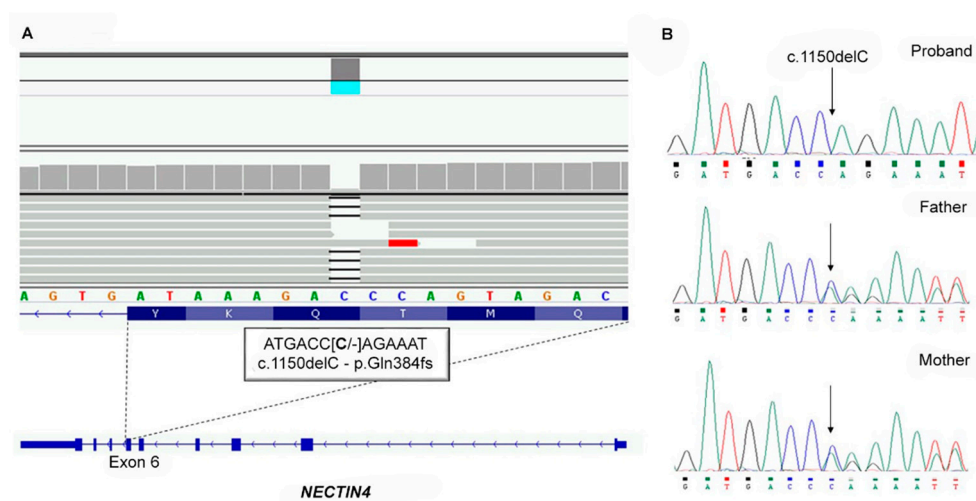 A
A G T G A T A A A G A C C C A G T A G A C
Y K Q T M Q
ATGACC[C/-]AGAAAT
c.1150delC - p.Gln384fs
Exon 6
NECTIN4
B
Proband
c.1150delC
G A T G A C C A G A A A T
Father
G A T G A C C C A A A A T T
Mother
G A T G A C C C A A A A T T